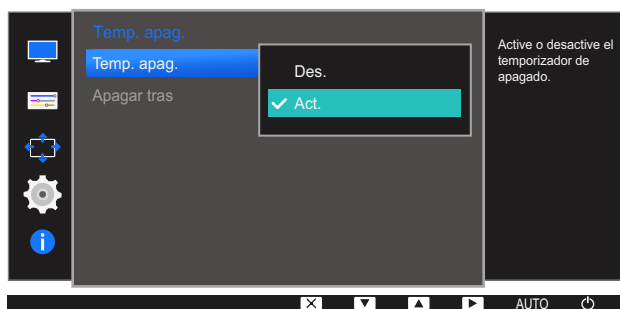 Temp. apag.
Temp. apag.
Des.
Act.
Apagar tras
Active o desactive el
temporizador de
apagado.
AUTO